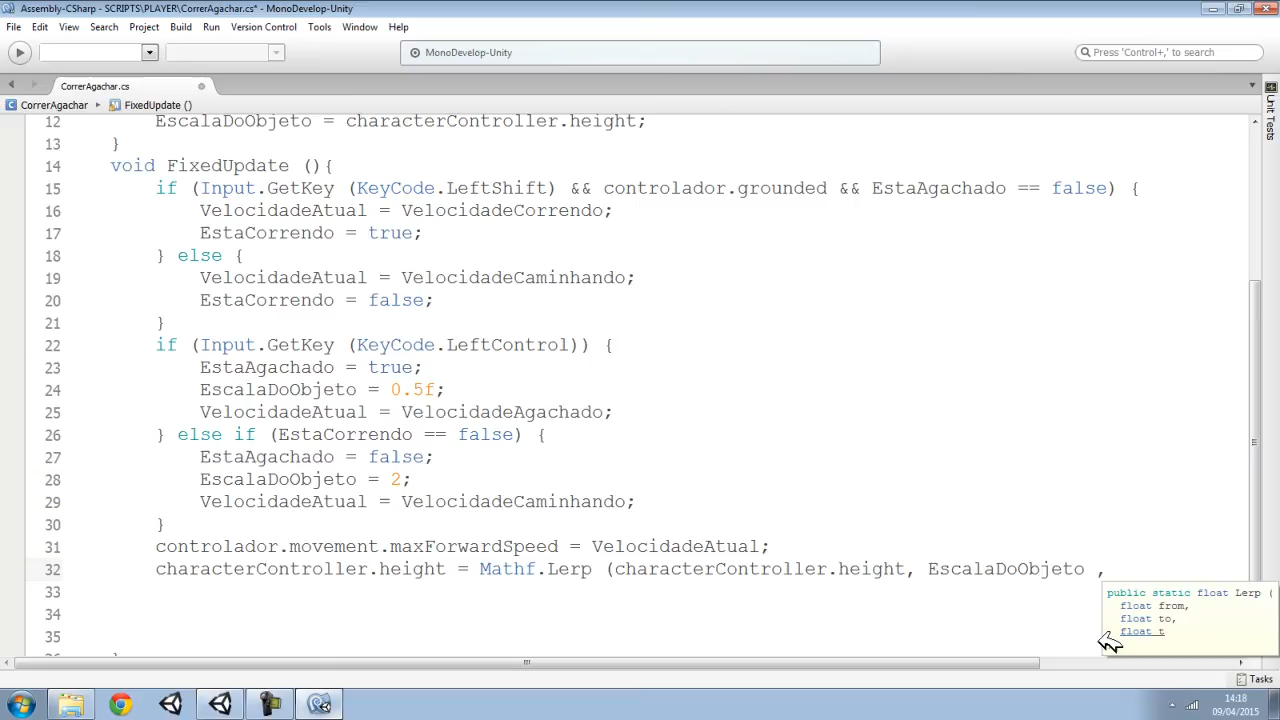 Assembly-CSharp - SCRIPTS\PLAYER\CorrerAgachar.cs* - MonoDevelop-Unity
File Edit View Search Project Build Run Version Control Tools Window Help
MonoDevelop-Unity
Press 'Control+,' to search
CorrerAgachar.cs
CorrerAgachar FixedUpdate ()
Unit Tests
12 EscalaDoObjeto = characterController.height;
13 }
14 void FixedUpdate (){
15 if (Input.GetKey (KeyCode.LeftShift) && controlador.grounded && EstaAgachado == false) {
16 VelocidadeAtual = VelocidadeCorrendo;
17 EstaCorrendo = true;
18 } else {
19 VelocidadeAtual = VelocidadeCaminhando;
20 EstaCorrendo = false;
21 }
22 if (Input.GetKey (KeyCode.LeftControl)) {
23 EstaAgachado = true;
24 EscalaDoObjeto = 0.5f;
25 VelocidadeAtual = VelocidadeAgachado;
26 } else if (EstaCorrendo == false) {
27 EstaAgachado = false;
28 EscalaDoObjeto = 2;
29 VelocidadeAtual = VelocidadeCaminhando;
30 }
31 controlador.movement.maxForwardSpeed = VelocidadeAtual;
32 characterController.height = Mathf.Lerp (characterController.height, EscalaDoObjeto ,
33
34
35
public static float Lerp (
float from,
float to,
float t
Tasks
14:18
09/04/2015